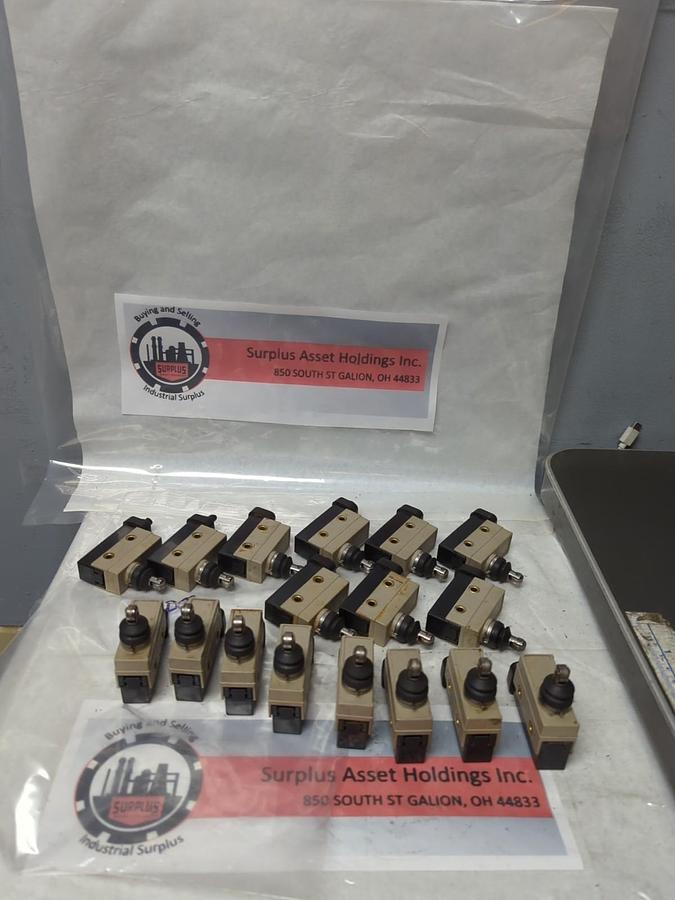 Buying and Selling
SURPLUS
Industrial Surplus
Surplus Asset Holdings Inc.
850 SOUTH ST GALION, OH 44833
Buying and Selling
SURPLUS
Industrial Surplus
Surplus Asset Holdings Inc.
850 SOUTH ST GALION, OH 44833